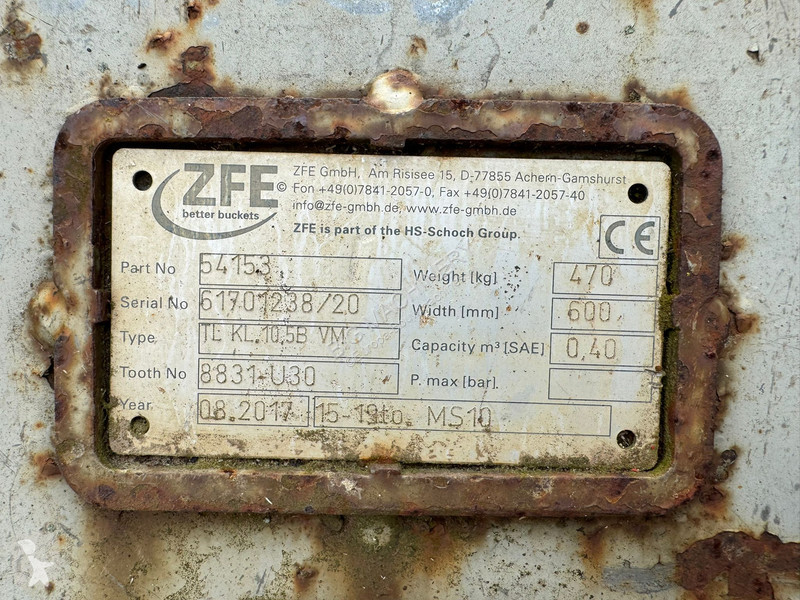 ZFE ©
better buckets
ZFE GmbH, Am Risisee 15, D-77855 Achern-Gamshurst
Fon +49(0)7841-2057-0, Fax +49(0)7841-2057-40
info@zfe-gmbh.de, www.zfe-gmbh.de
ZFE is part of the HS-Schoch Group.
CE
Part No 54153 Weight [kg] 470
Serial No 61701238/20 Width [mm] 600
Type TL KL.10,5B VM Capacity m³ [SAE] 0,40
Tooth No 8831-U30 P. max [bar].
Year 08.2017 15-19to. MS10